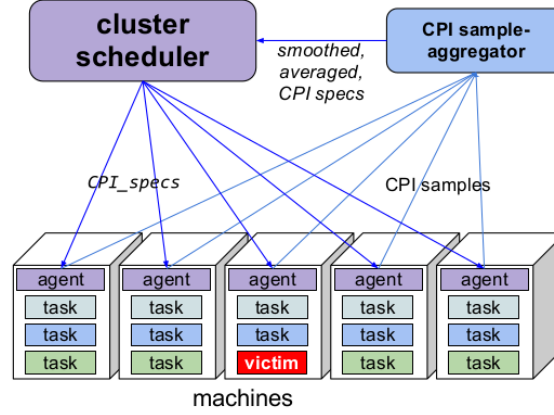 cluster
scheduler
CPI sample-
aggregator
smoothed,
averaged,
CPI specs
CPI_specs
CPI samples
agent agent agent agent agent
task task task task task
task task task task task
task task victim task task
machines